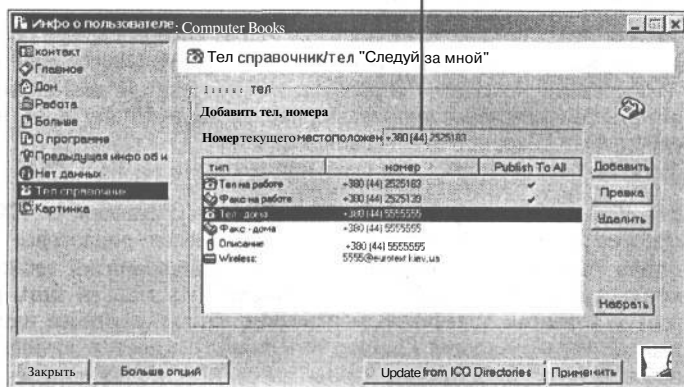 Инфо о пользователе: Computer Books
контакт
Главное
Дом
Работа
Больше
О программе
Предыдущая инфо об и
Нет данных
Тел справочник
Картинка
Тел справочник/тел "Следуй за мной"
тел
Добавить тел, номера
Номер текущего местоположен +380 (44) 2525183
тип номер Publish To All
Тел на работе +380 (44) 2525183
Факс на работе +380 (44) 2525139
Тел - дома +380 (44) 5555555
Факс - дома +380 (44) 5555555
Описание +380 (44) 5555555
Wireless: 5555@eurotext.kiev.ua
Добавить
Правка
Удалить
Набрать
Закрыть
Больше опций
Update from ICQ Directories
Применить